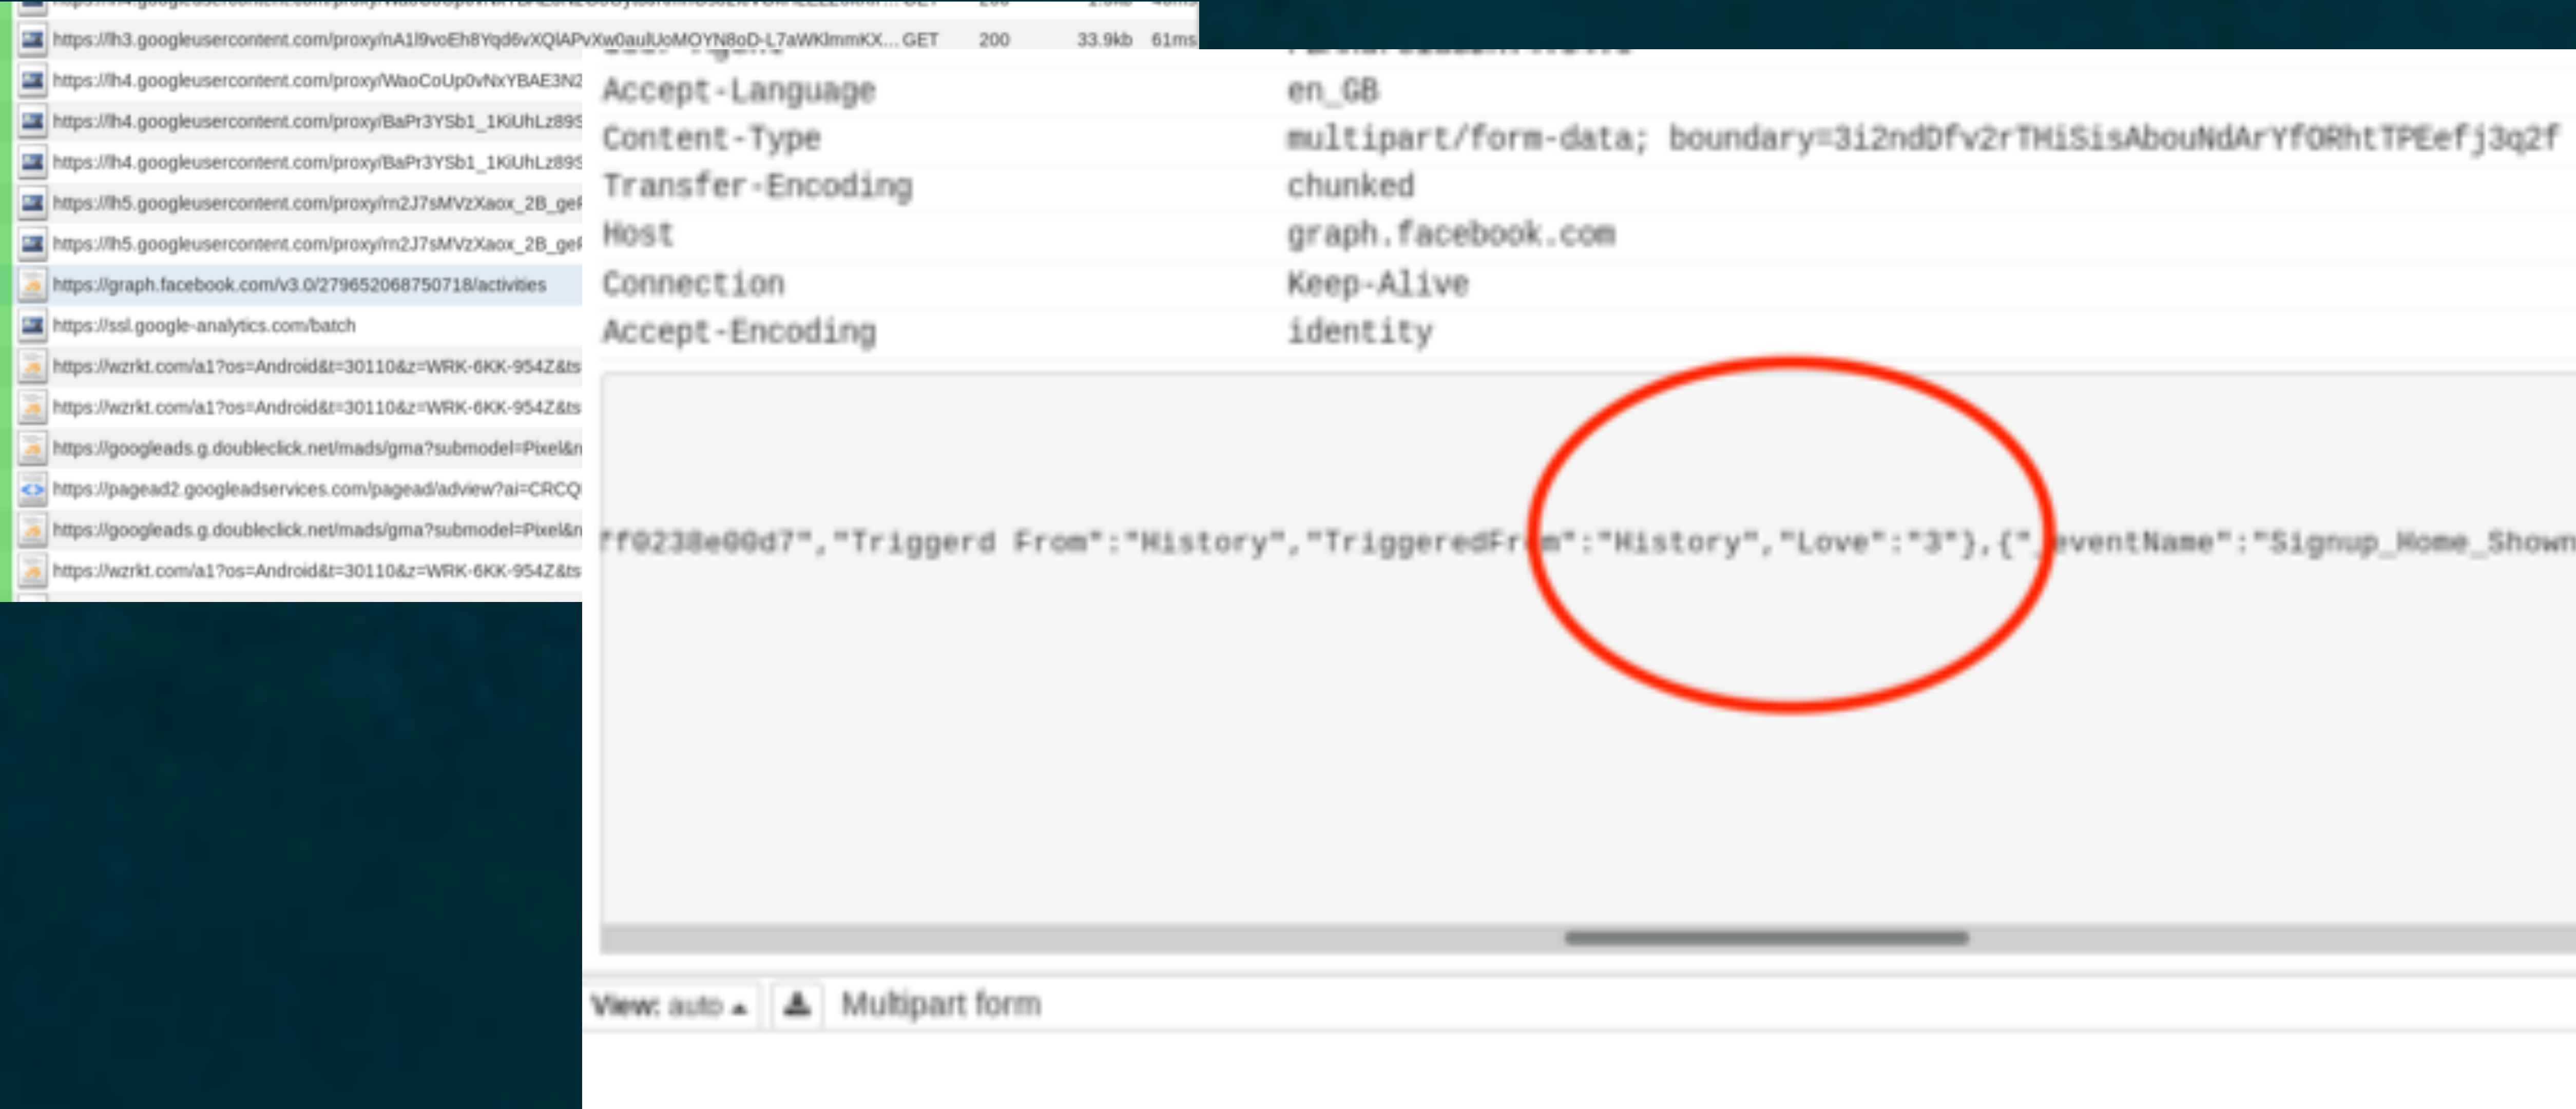 https://lh3.googleusercontent.com/proxy/nA1l9voEh8Yqd6vXQlAPvXw0aulUoMOYN8oD-L7aWKlmmKX... GET 200 33.9kb 61ms
https://lh4.googleusercontent.com/proxy/WaoCoUp0vNxYBAE3N2
https://lh4.googleusercontent.com/proxy/BaPr3YSb1_1KiUhLz89S
https://lh4.googleusercontent.com/proxy/BaPr3YSb1_1KiUhLz89S
https://lh5.googleusercontent.com/proxy/rn2J7sMVzXaox_2B_geF
https://lh5.googleusercontent.com/proxy/rn2J7sMVzXaox_2B_geF
https://graph.facebook.com/v3.0/279652068750718/activities
https://ssl.google-analytics.com/batch
https://wzrkt.com/a1?os=Android&t=30110&z=WRK-6KK-954Z&ts
https://wzrkt.com/a1?os=Android&t=30110&z=WRK-6KK-954Z&ts
https://googleads.g.doubleclick.net/mads/gma?submodel=Pixel&n
https://pagead2.googleadservices.com/pagead/adview?ai=CRCQ
https://googleads.g.doubleclick.net/mads/gma?submodel=Pixel&n
https://wzrkt.com/a1?os=Android&t=30110&z=WRK-6KK-954Z&ts
Accept-Language en_GB
Content-Type multipart/form-data; boundary=3i2ndDfv2rTHiSisAbouNdArYfORhtTPEefj3q2f
Transfer-Encoding chunked
Host graph.facebook.com
Connection Keep-Alive
Accept-Encoding identity
ff0238e00d7","Triggerd From":"History","TriggeredFrom":"History","Love":"3"},{"_eventName":"Signup_Home_Shown
View: auto Multipart form